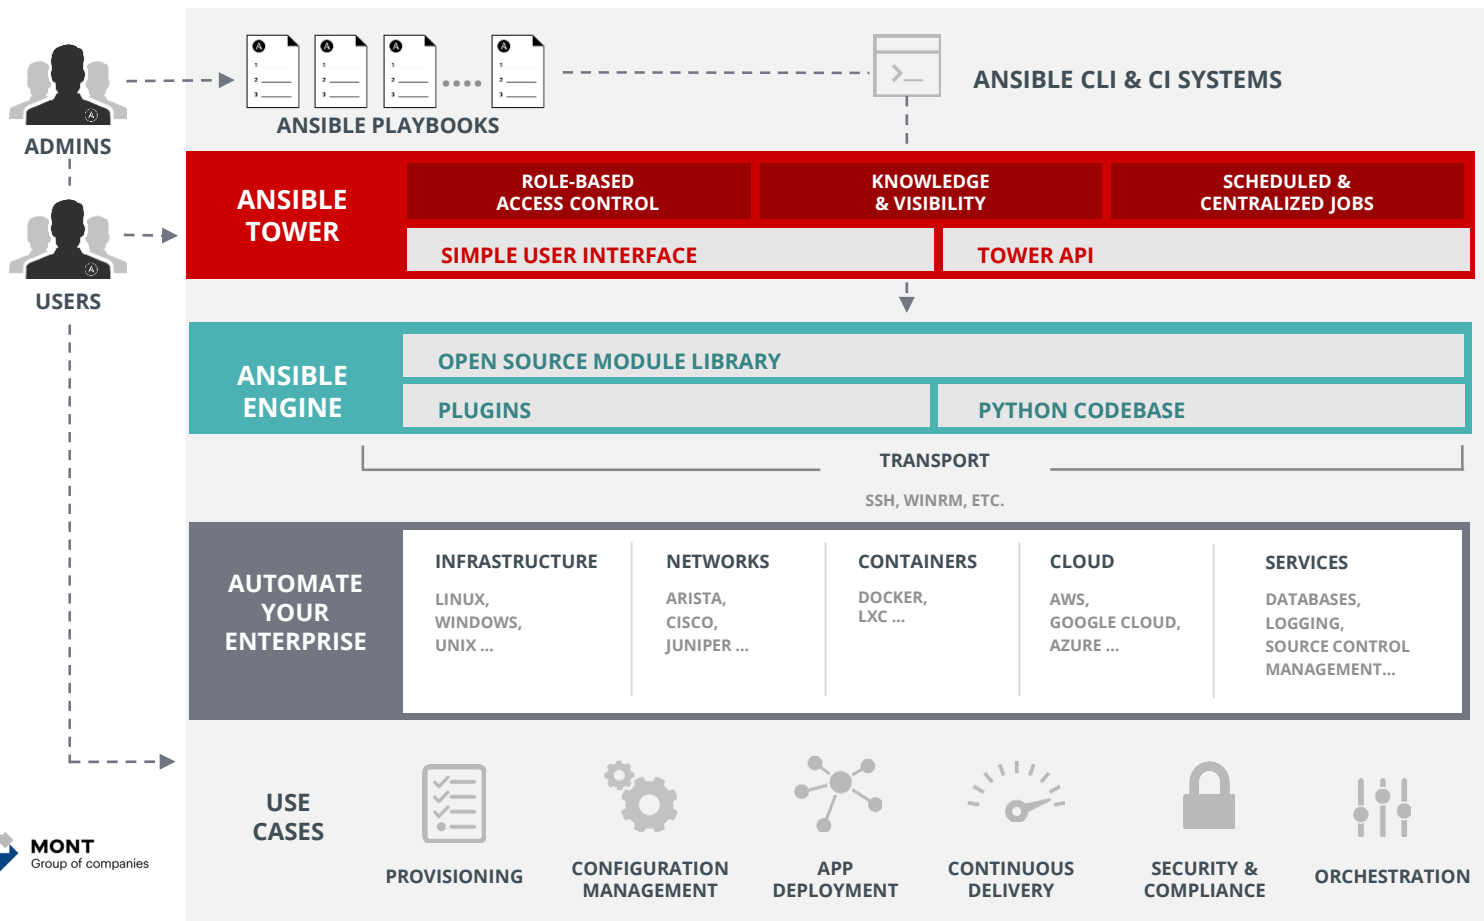 ADMINS
USERS
ANSIBLE PLAYBOOKS
ANSIBLE CLI & CI SYSTEMS
ANSIBLE
TOWER
ROLE-BASED
ACCESS CONTROL
KNOWLEDGE
& VISIBILITY
SCHEDULED &
CENTRALIZED JOBS
SIMPLE USER INTERFACE
TOWER API
ANSIBLE
ENGINE
OPEN SOURCE MODULE LIBRARY
PLUGINS
PYTHON CODEBASE
TRANSPORT
SSH, WINRM, ETC.
AUTOMATE
YOUR
ENTERPRISE
INFRASTRUCTURE
LINUX,
WINDOWS,
UNIX ...
NETWORKS
ARISTA,
CISCO,
JUNIPER ...
CONTAINERS
DOCKER,
LXC ...
CLOUD
AWS,
GOOGLE CLOUD,
AZURE ...
SERVICES
DATABASES,
LOGGING,
SOURCE CONTROL
MANAGEMENT...
USE
CASES
PROVISIONING
CONFIGURATION
MANAGEMENT
APP
DEPLOYMENT
CONTINUOUS
DELIVERY
SECURITY &
COMPLIANCE
ORCHESTRATION
MONT
Group of companies